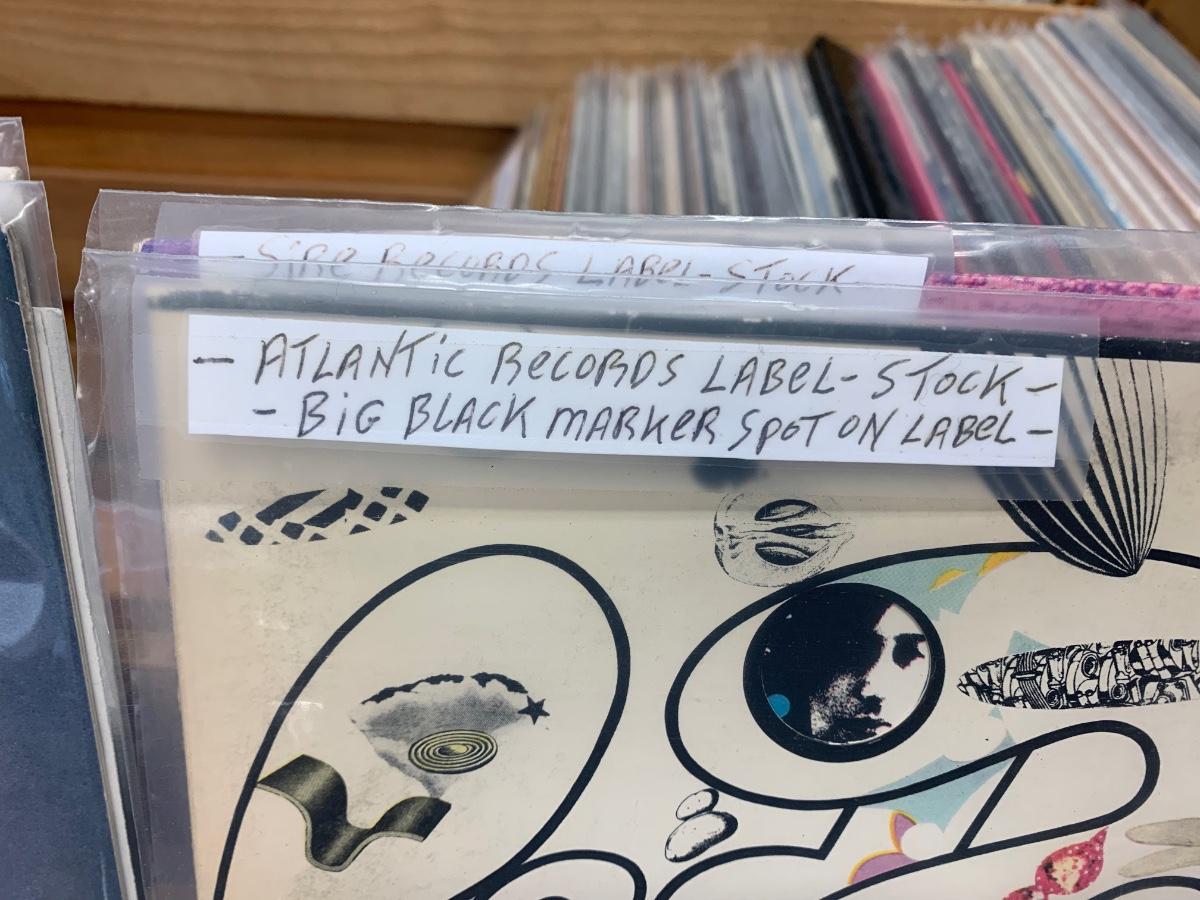 - SiRE RECORDS LABEL - STOCK
- ATLANTiC RECORDS LABEL - STOCK -
- BiG BLACK MARKER SPOT ON LABEL -